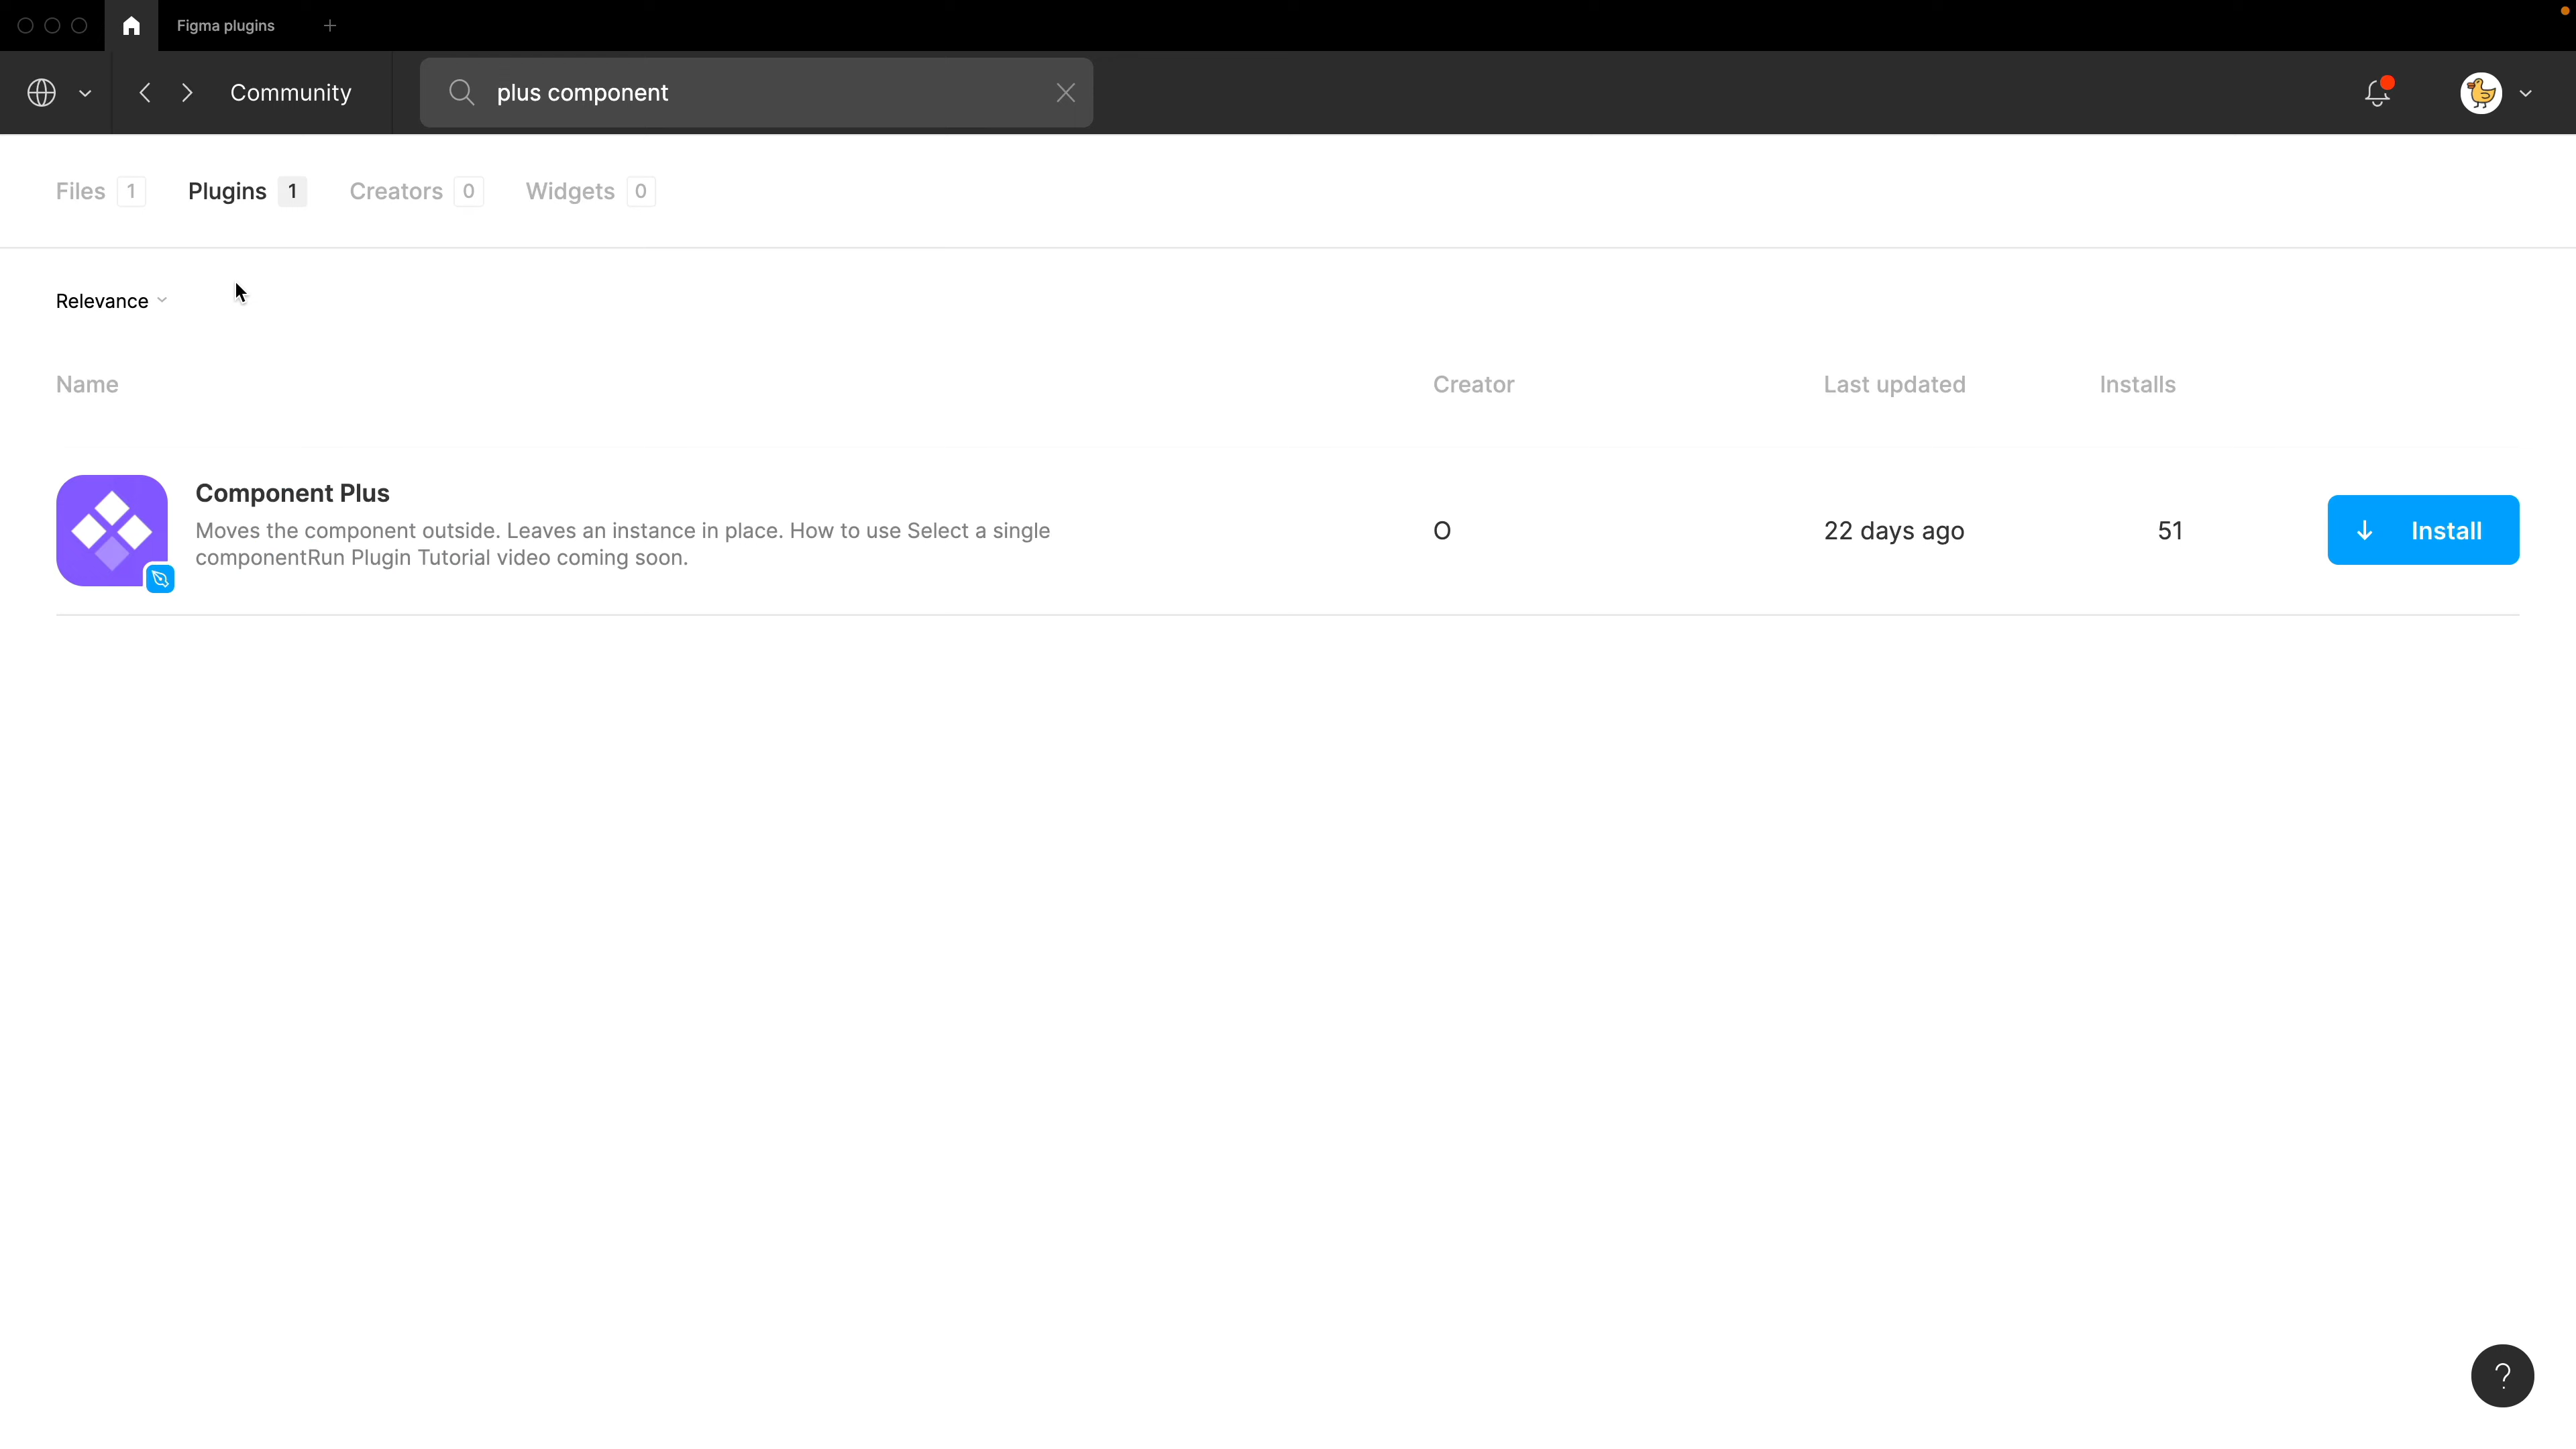 Figma plugins
Community
plus component
Files 1 Plugins 1 Creators 0 Widgets 0
Relevance
Name Creator Last updated Installs
Component Plus
Moves the component outside. Leaves an instance in place. How to use Select a single
componentRun Plugin Tutorial video coming soon.
O 22 days ago 51 Install
?